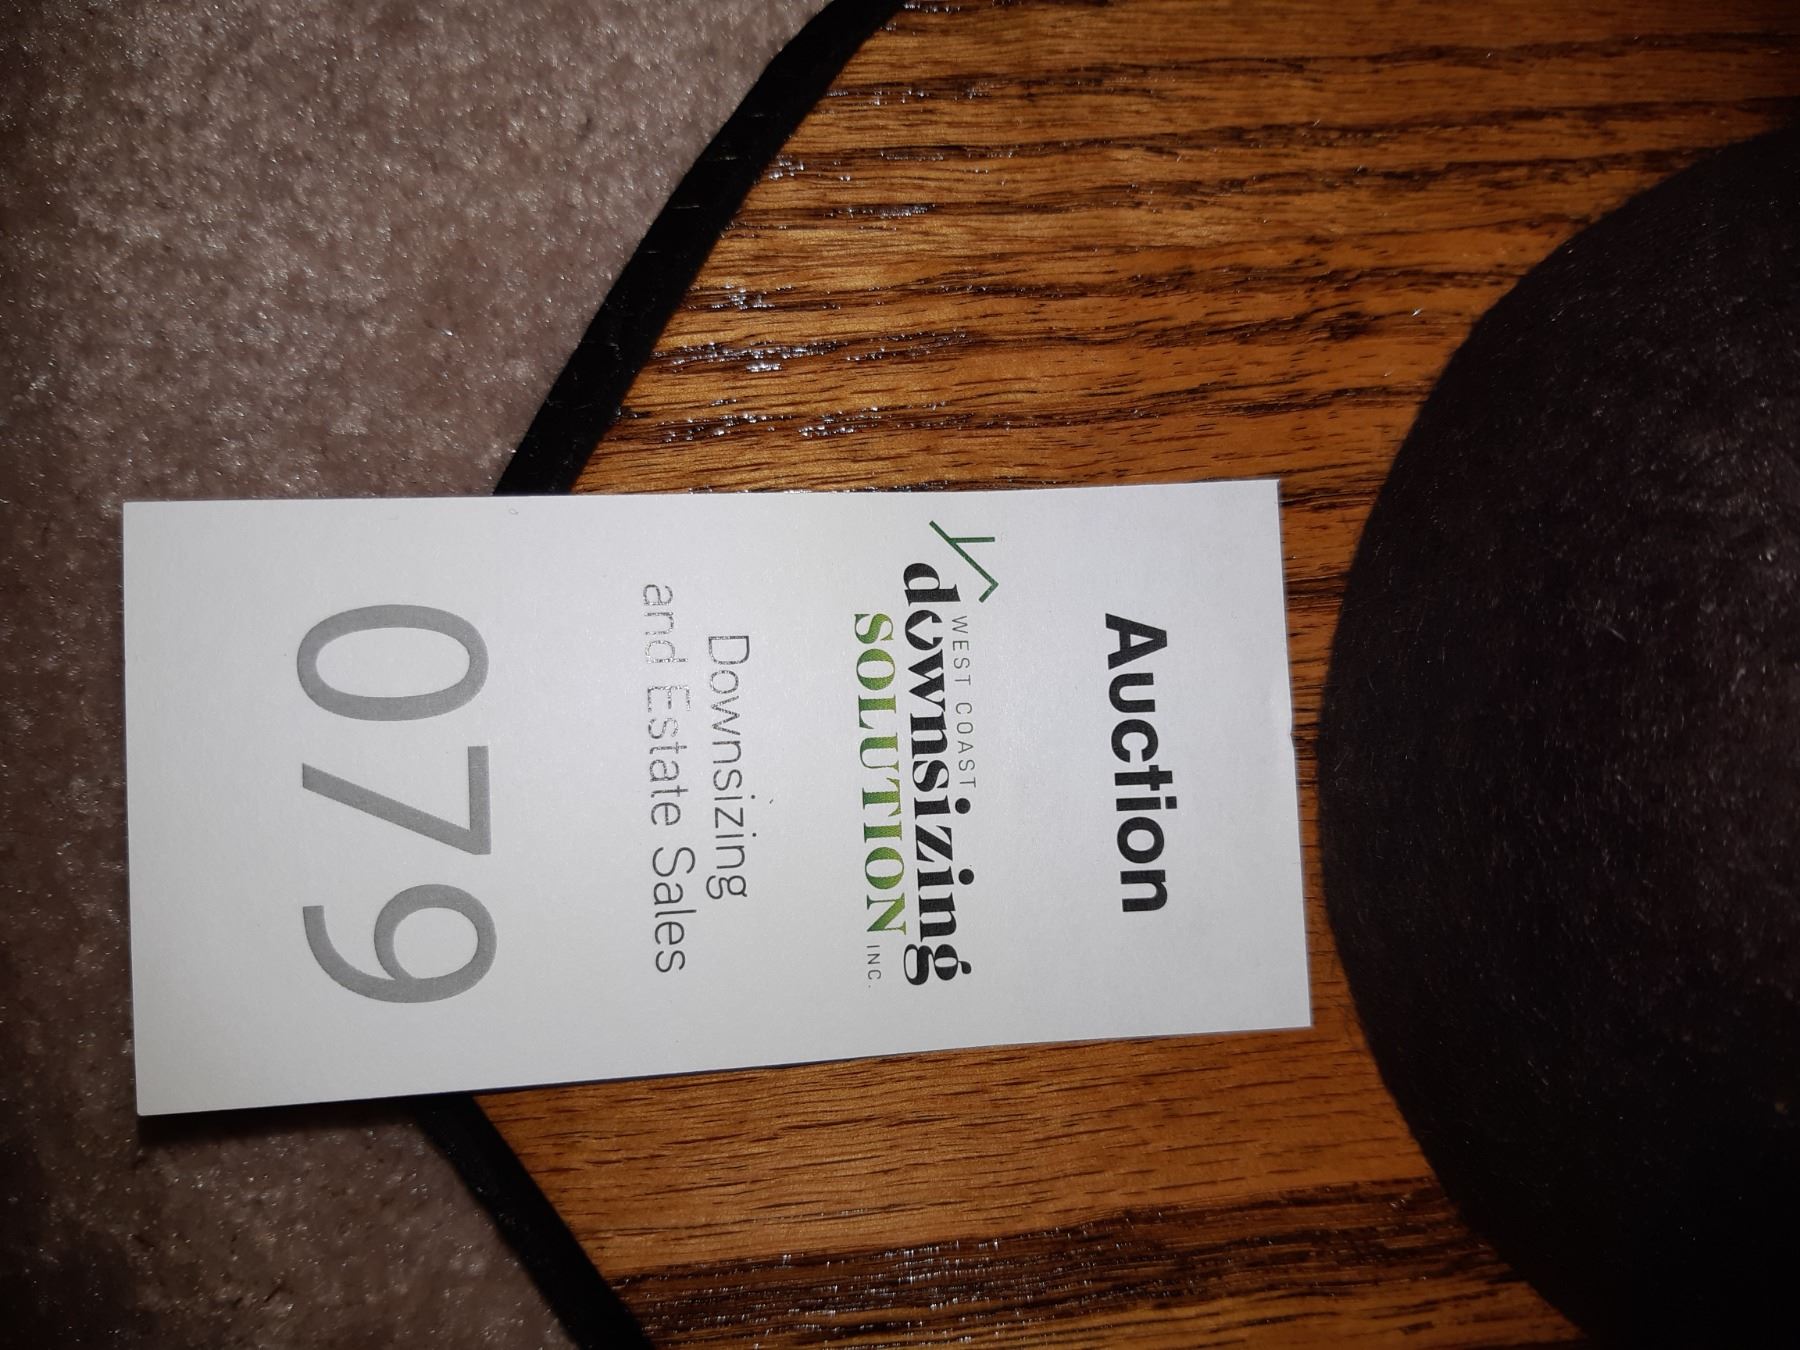 Auction
WEST COAST
downsizing
SOLUTION INC.
Downsizing
and Estate Sales
079